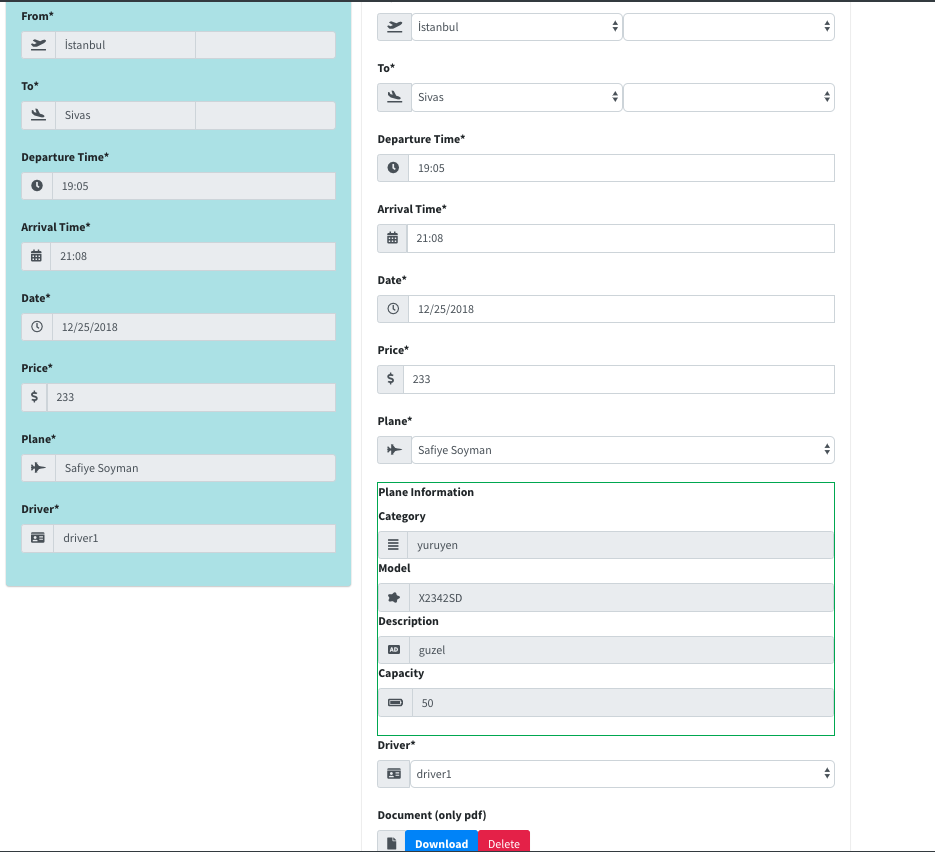 From*
İstanbul
To*
Sivas
Departure Time*
19:05
Arrival Time*
21:08
Date*
12/25/2018
Price*
$ 233
Plane*
Safiye Soyman
Driver*
driver1
İstanbul
To*
Sivas
Departure Time*
19:05
Arrival Time*
21:08
Date*
12/25/2018
Price*
$ 233
Plane*
Safiye Soyman
Plane Information
Category
yuruyen
Model
X2342SD
Description
AD guzel
Capacity
50
Driver*
driver1
Document (only pdf)
Download Delete